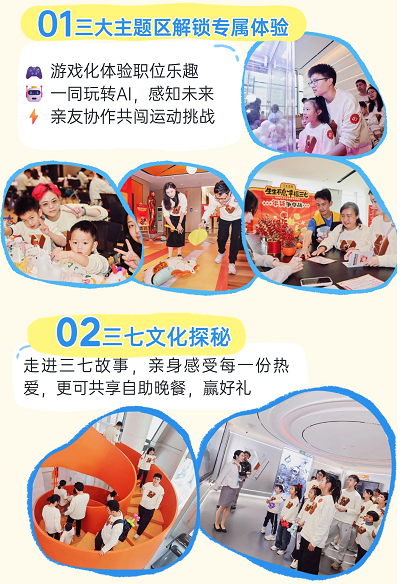 01三大主题区解锁专属体验
游戏化体验职位乐趣
一同玩转AI，感知未来
亲友协作共闯运动挑战
02三七文化探秘
走进三七故事，亲身感受每一份热
爱，更可共享自助晚餐，赢好礼